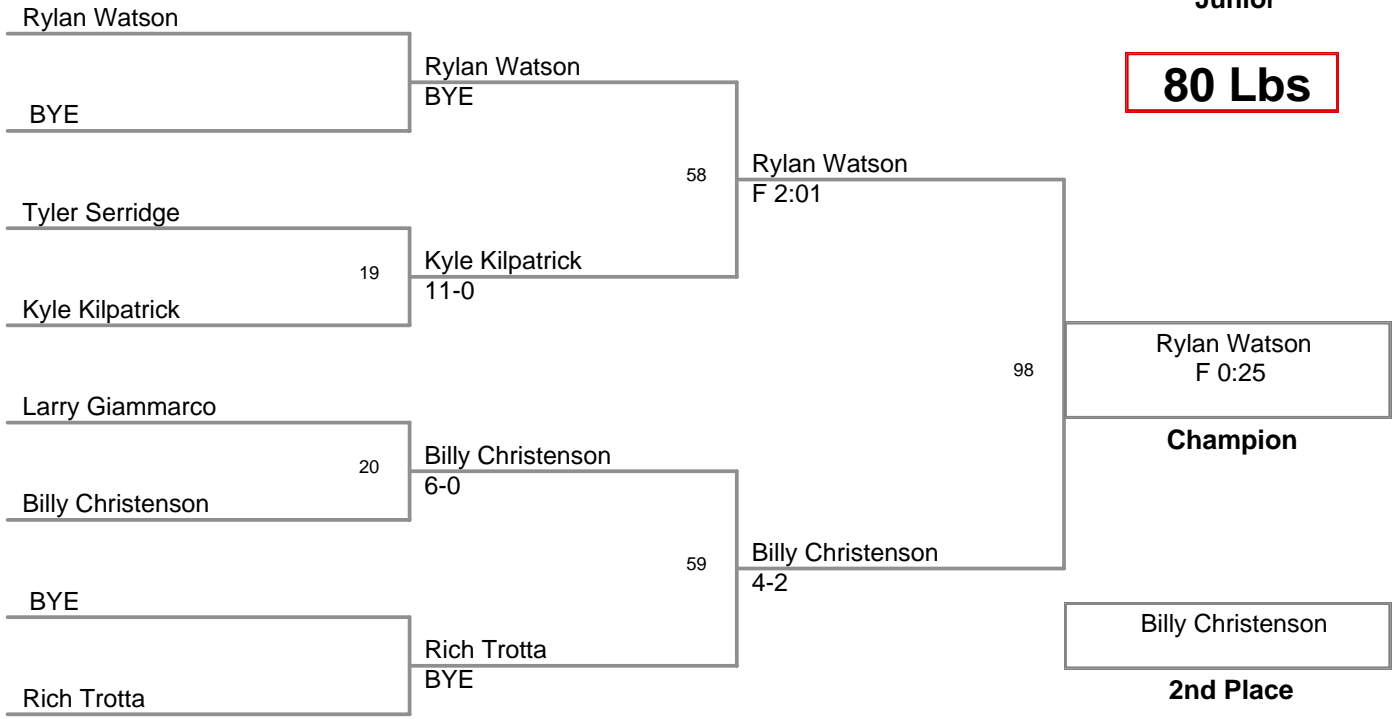 Junior
80 Lbs
Rylan Watson
BYE
Tyler Serridge
19
Kyle Kilpatrick
Larry Giammarco
20
Billy Christenson
BYE
Rich Trotta
Rylan Watson
BYE
58
Kyle Kilpatrick
11-0
Billy Christenson
6-0
59
Rich Trotta
BYE
Rylan Watson
F 2:01
98
Billy Christenson
4-2
Rylan Watson
F 0:25
Champion
Billy Christenson
2nd Place